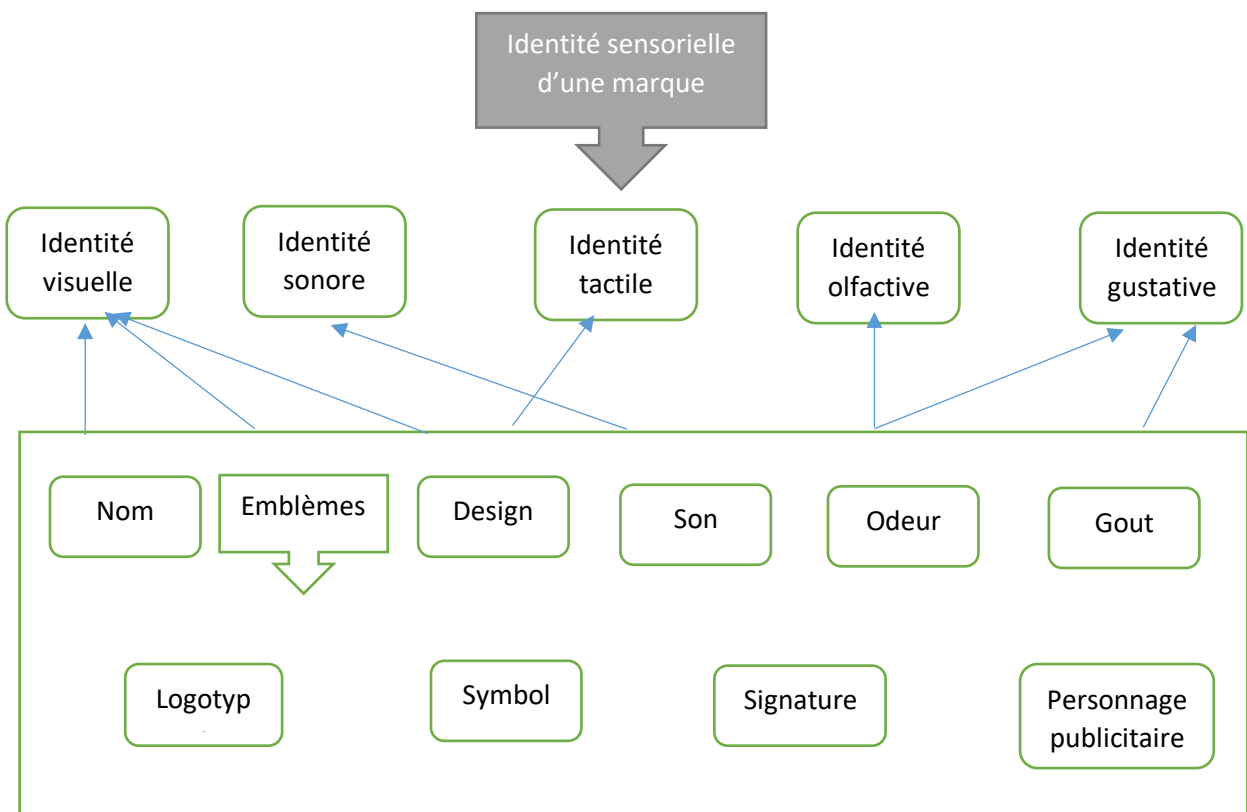 Identité sensorielle
d’une marque
Identité
visuelle
Identité
sonore
Identité
tactile
Identité
olfactive
Identité
gustative
Nom
Emblèmes
Design
Son
Odeur
Gout
Logotyp
Symbol
Signature
Personnage
publicitaire